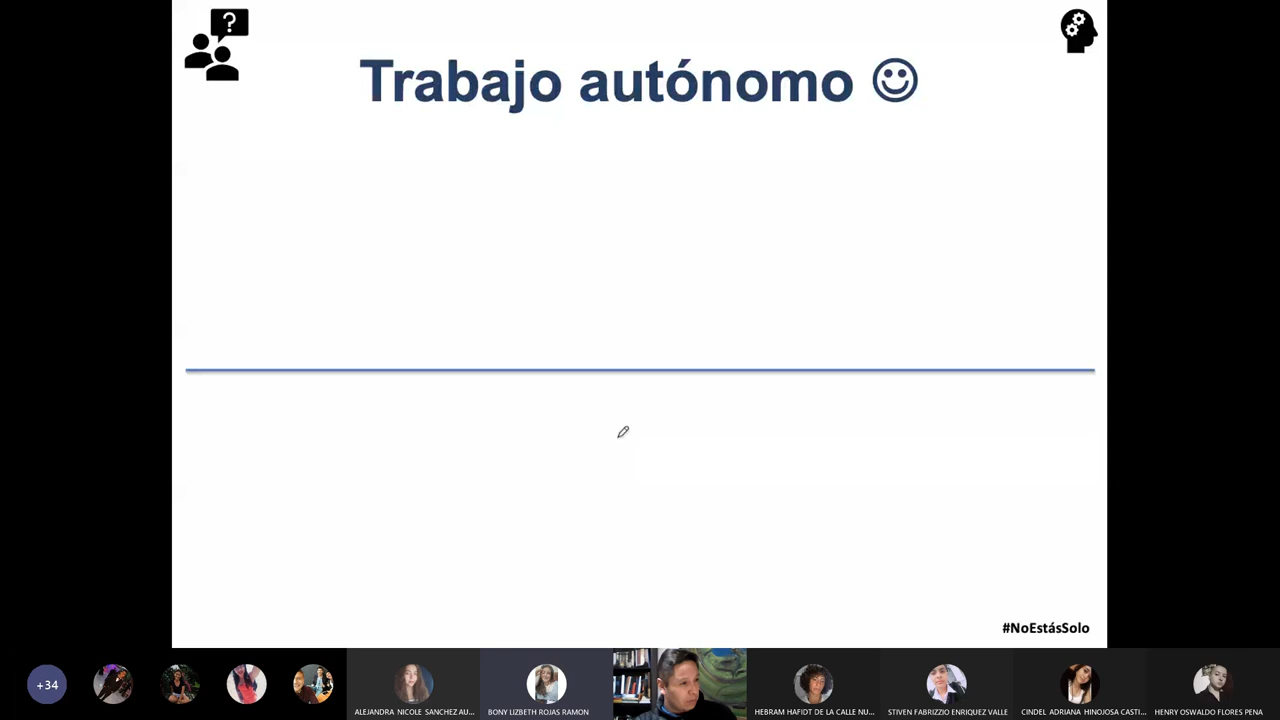 ?
Trabajo autónomo ☺
#NoEstásSolo
+34
ALEJANDRA NICOLE SANCHEZ AU...
BONY LIZBETH ROJAS RAMON
HEBRAM HAFIDT DE LA CALLE NU...
STIVEN FABRIZZIO ENRIQUEZ VALLE
CINDEL ADRIANA HINOJOSA CASTI...
HENRY OSWALDO FLORES PENA